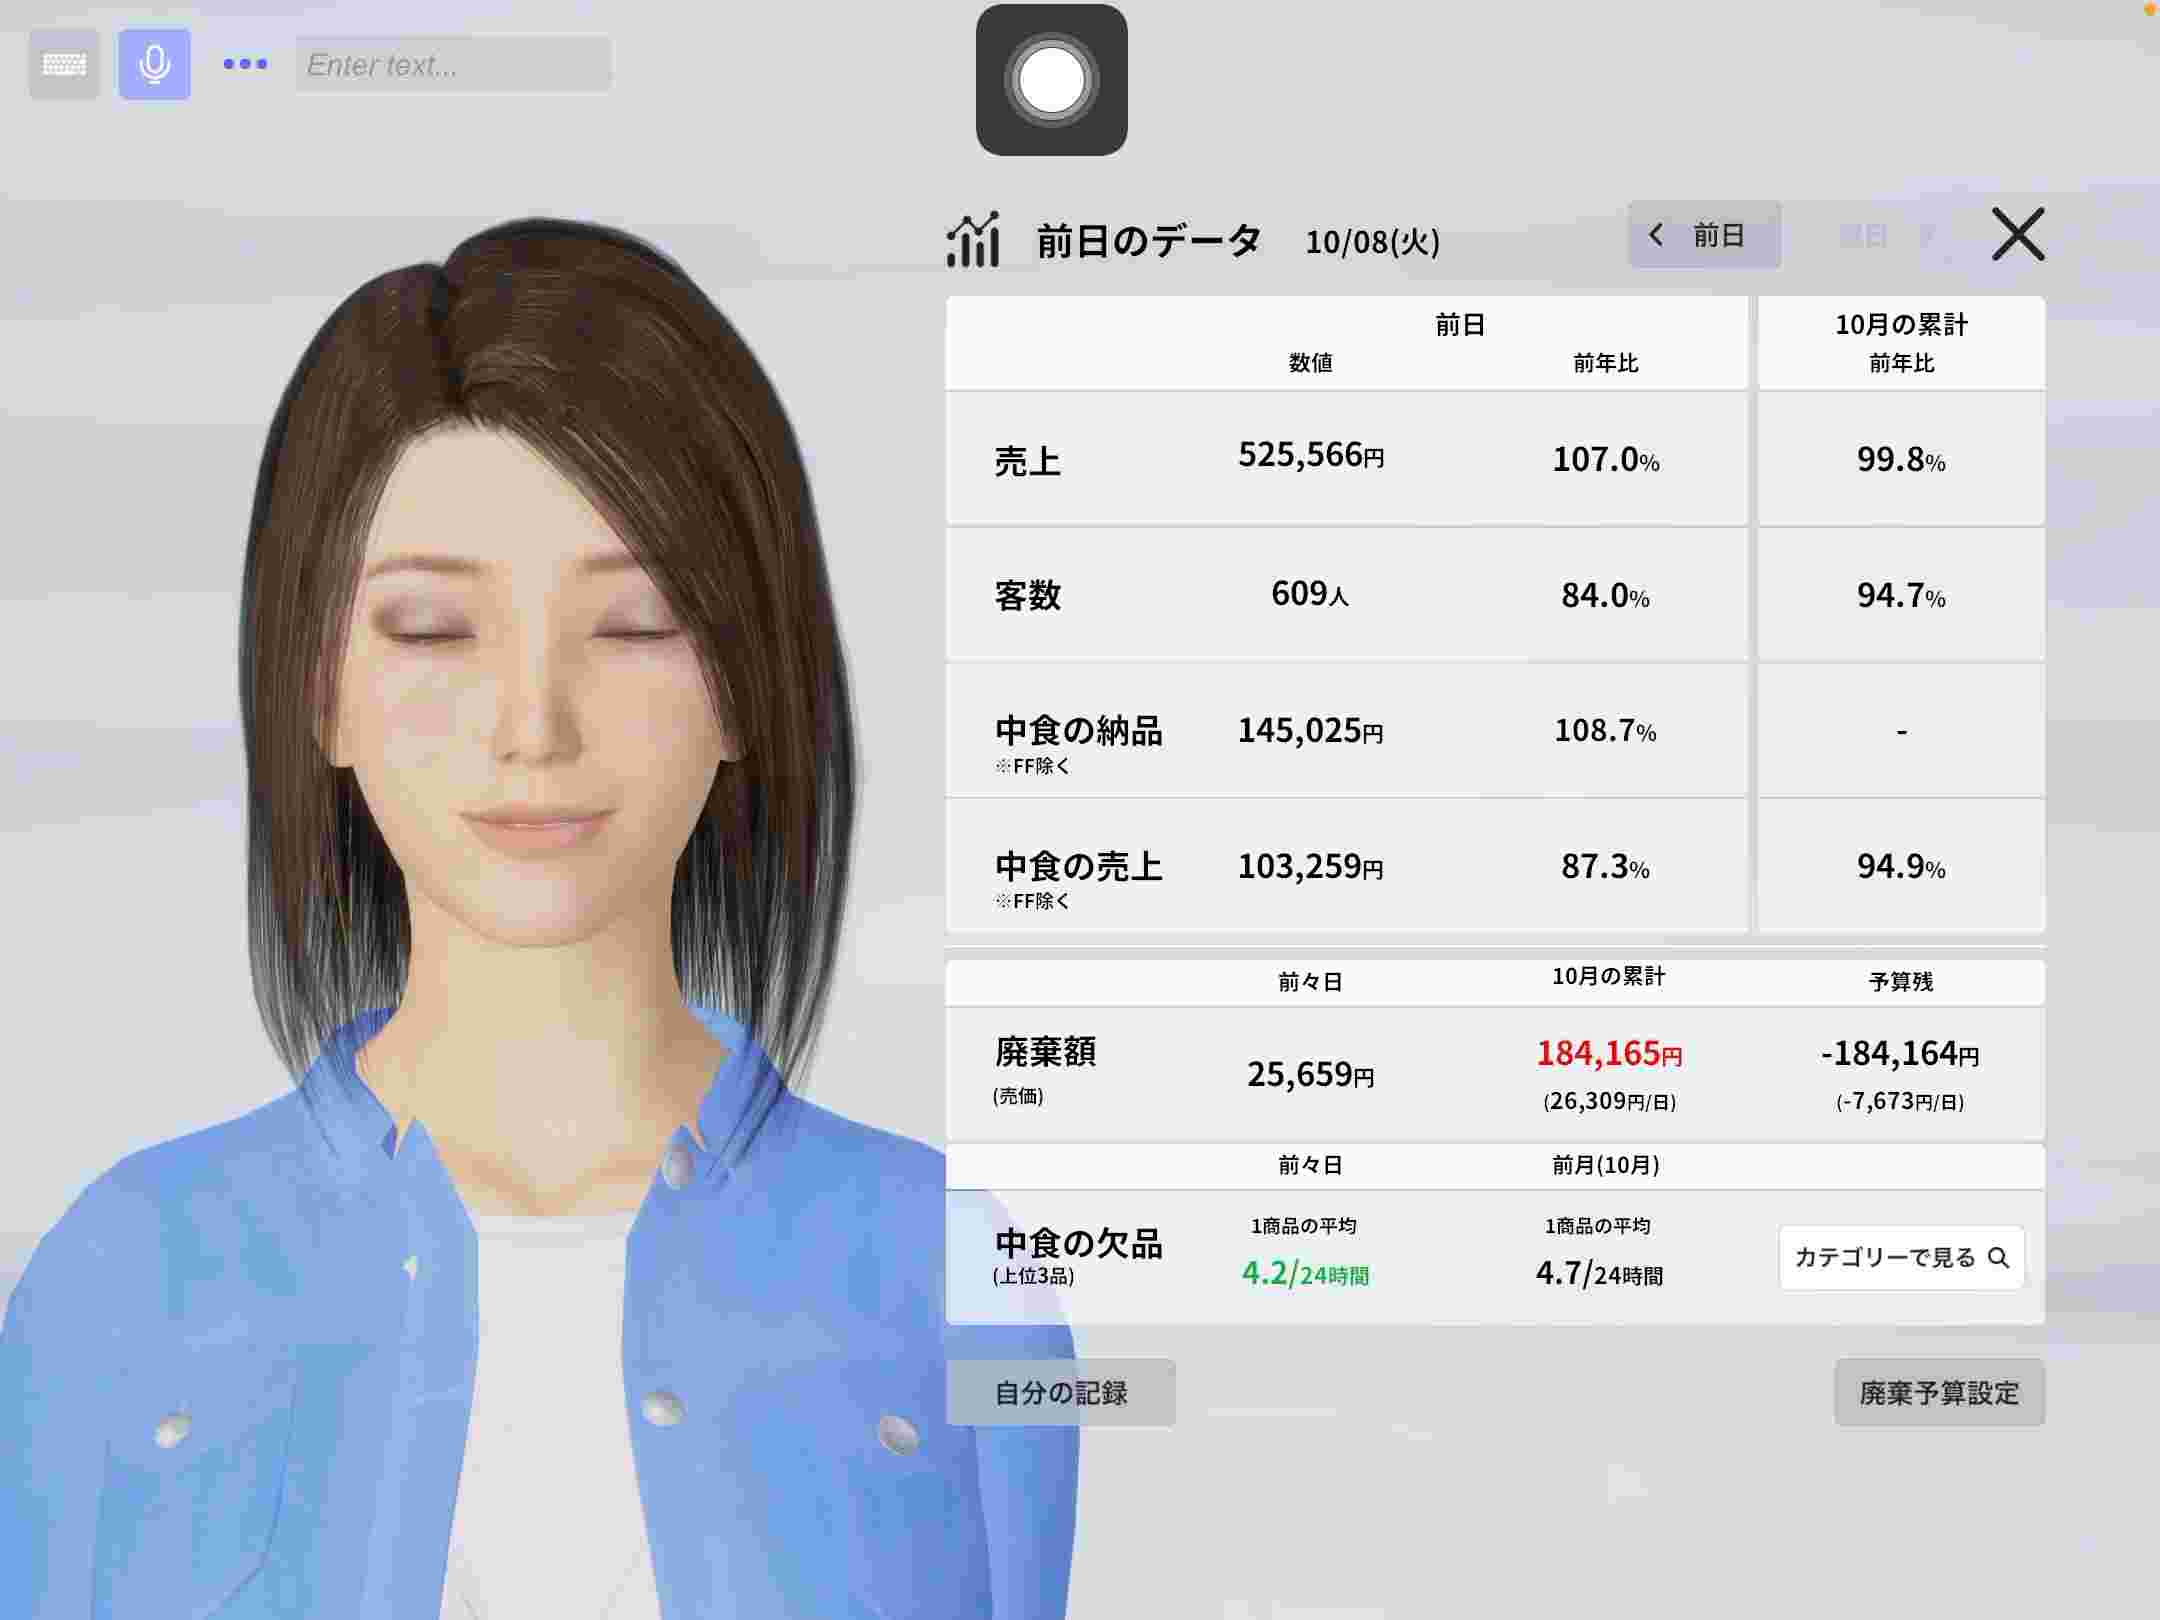 Enter text...
前日のデータ 10/08(火)
前日
翌日
前日
10月の累計
数値 前年比 前年比
売上 525,566円 107.0% 99.8%
客数 609人 84.0% 94.7%
中食の納品 145,025円 108.7% -
※FF除く
中食の売上 103,259円 87.3% 94.9%
※FF除く
前々日 10月の累計 予算残
廃棄額 25,659円 184,165円 -184,164円
(売価) (26,309円/日) (-7,673円/日)
前々日 前月(10月)
1商品の平均 1商品の平均
中食の欠品 4.2/24時間 4.7/24時間 カテゴリーで見る
(上位3品)
自分の記録 廃棄予算設定